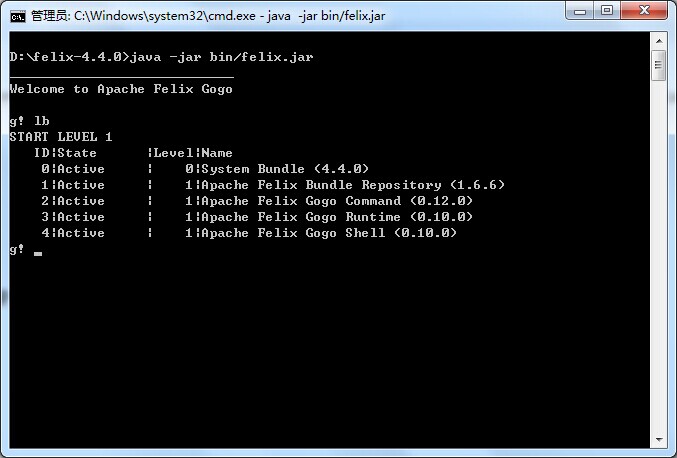 管理员: C:\Windows\system32\cmd.exe - java  -jar bin/felix.jar
D:\felix-4.4.0>java -jar bin/felix.jar
____________________________
Welcome to Apache Felix Gogo
g! lb
START LEVEL 1
   ID|State      |Level|Name
    0|Active     |    0|System Bundle (4.4.0)
    1|Active     |    1|Apache Felix Bundle Repository (1.6.6)
    2|Active     |    1|Apache Felix Gogo Command (0.12.0)
    3|Active     |    1|Apache Felix Gogo Runtime (0.10.0)
    4|Active     |    1|Apache Felix Gogo Shell (0.10.0)
g! _